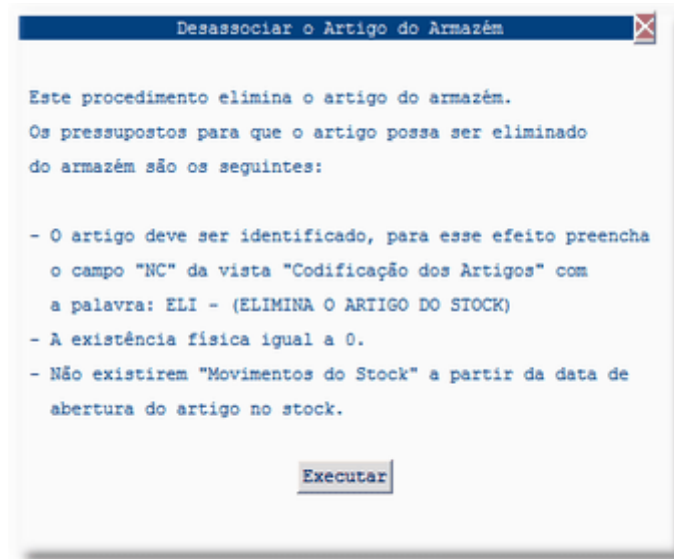 Desassociar o Artigo do Armazém
Este procedimento elimina o artigo do armazém.
Os pressupostos para que o artigo possa ser eliminado
do armazém são os seguintes:
- O artigo deve ser identificado, para esse efeito preencha
o campo "NC" da vista "Codificação dos Artigos" com
a palavra: ELI - (ELIMINA O ARTIGO DO STOCK)
- A existência física igual a 0.
- Não existirem "Movimentos do Stock" a partir da data de
abertura do artigo no stock.
Executar